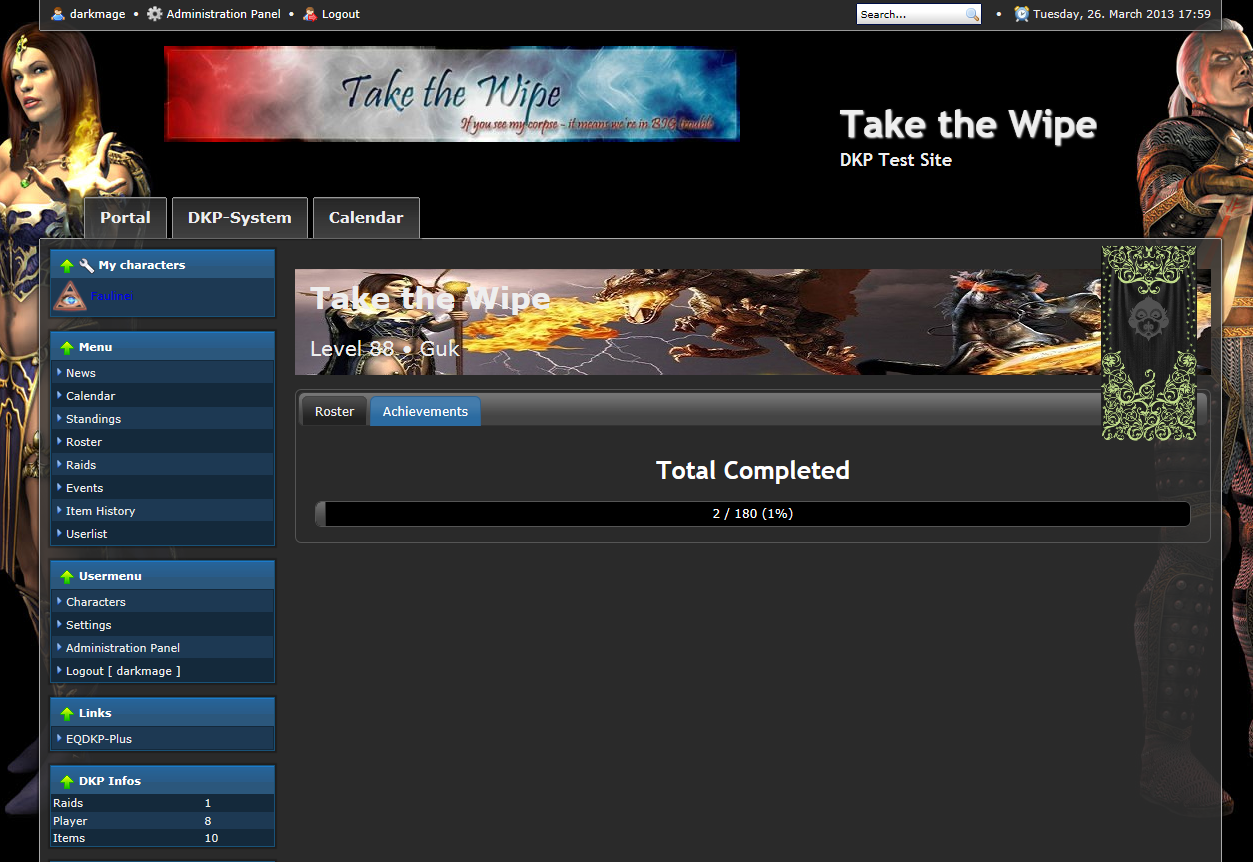 darkmage • Administration Panel • Logout
Search... • Tuesday, 26. March 2013 17:59
Take the Wipe
If you see my corpse - it means we're in BIG trouble
Take the Wipe
DKP Test Site
Portal DKP-System Calendar
My characters
Faulinel
Menu
News
Calendar
Standings
Roster
Raids
Events
Item History
Userlist
Usermenu
Characters
Settings
Administration Panel
Logout [ darkmage ]
Links
EQDKP-Plus
DKP Infos
Raids 1
Player 8
Items 10
Take the Wipe
Level 88 • Guk
Roster Achievements
Total Completed
2 / 180 (1%)